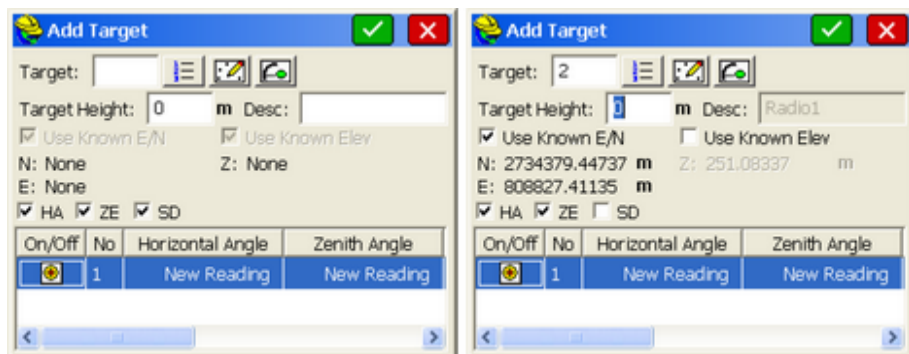 Add Target
Target:
Target Height: 0 m Desc:
Use Known E/N Use Known Elev
N: None Z: None
E: None
HA ZE SD
On/Off No Horizontal Angle Zenith Angle
1 New Reading New Reading
Add Target
Target: 2
Target Height: 0 m Desc: Radio1
Use Known E/N Use Known Elev
N: 2734379.44737 m Z: 251.08337 m
E: 808827.41135 m
HA ZE SD
On/Off No Horizontal Angle Zenith Angle
1 New Reading New Reading